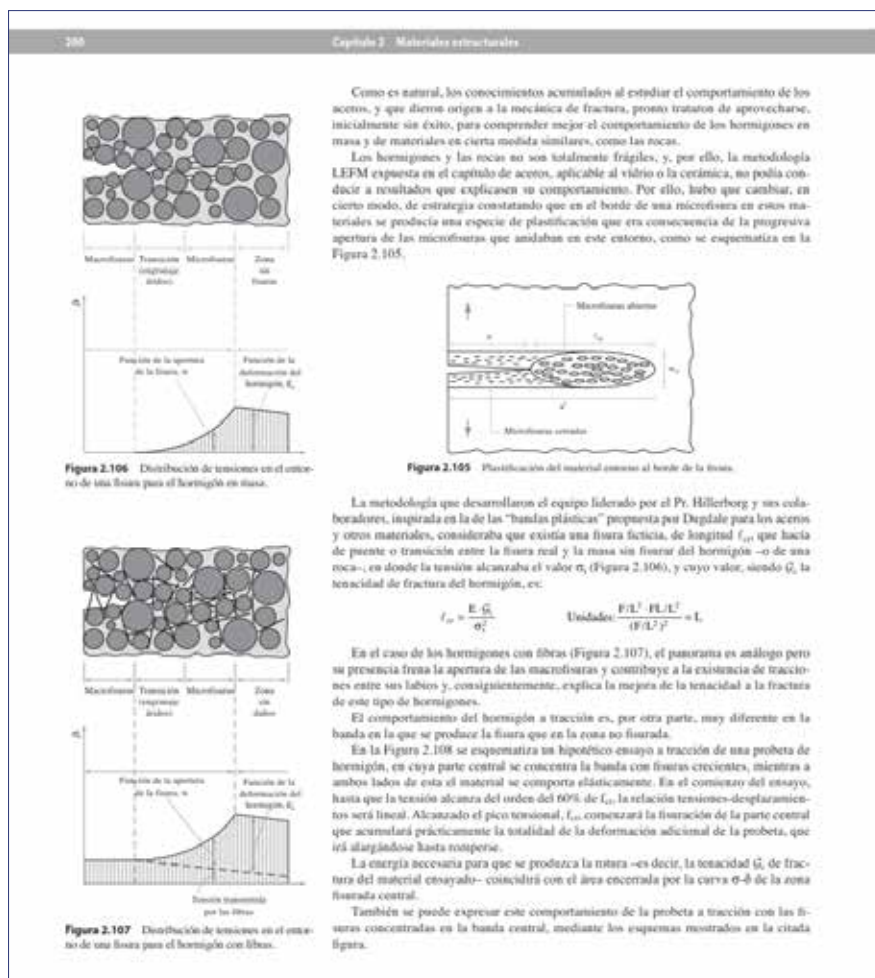 200 Capítulo 2 Materiales estructurales
Macrofisuras Transición Microfisuras Zona
(engranaje sin
áridos) fisuras
Función de la apertura Función de la
de la fisura, w deformación del
hormigón, E
Figura 2.106 Distribución de tensiones en el entor-
no de una fisura para el hormigón en masa.
Macrofisuras Transición Microfisuras Zona
(engranaje sin
áridos) daños
Función de la apertura Función de la
de la fisura, w deformación del
hormigón, E
Tensión transmitida
por las fibras
Figura 2.107 Distribución de tensiones en el entor-
no de una fisura para el hormigón con fibras.
Como es natural, los conocimientos acumulados al estudiar el comportamiento de los
aceros, y que dieron origen a la mecánica de fractura, pronto trataron de aprovecharse,
inicialmente sin éxito, para comprender mejor el comportamiento de los hormigones en
masa y de materiales en cierta medida similares, como las rocas.
Los hormigones y las rocas no son totalmente frágiles, y, por ello, la metodología
LEFM expuesta en el capítulo de aceros, aplicable al vidrio o la cerámica, no podía con-
ducir a resultados que explicasen su comportamiento. Por ello, hubo que cambiar, en
cierto modo, de estrategia constatando que en el borde de una microfisura en estos ma-
teriales se producía una especie de plastificación que era consecuencia de la progresiva
apertura de las microfisuras que anidaban en este entorno, como se esquematiza en la
Figura 2.105.
Microfisuras abiertas
Microfisuras cerradas
Figura 2.105 Plastificación del material entorno al borde de la fisura.
La metodología que desarrollaron el equipo liderado por el Pr. Hillerborg y sus cola-
boradores, inspirada en la de las "bandas plásticas" propuesta por Dugdale para los aceros
y otros materiales, consideraba que existía una fisura ficticia, de longitud ℓcr, que hacía
de puente o transición entre la fisura real y la masa sin fisurar del hormigón –o de una
roca–, en donde la tensión alcanzaba el valor σt (Figura 2.106), y cuyo valor, siendo Gc la
tenacidad de fractura del hormigón, es:
ℓcr = E · Gc / σt² Unidades: F/L² · FL/L² / (F/L²)² = L
En el caso de los hormigones con fibras (Figura 2.107), el panorama es análogo pero
su presencia frena la apertura de las macrofisuras y contribuye a la existencia de traccio-
nes entre sus labios y, consiguientemente, explica la mejora de la tenacidad a la fractura
de este tipo de hormigones.
El comportamiento del hormigón a tracción es, por otra parte, muy diferente en la
banda en la que se produce la fisura que en la zona no fisurada.
En la Figura 2.108 se esquematiza un hipotético ensayo a tracción de una probeta de
hormigón, en cuya parte central se concentra la banda con fisuras crecientes, mientras a
ambos lados de esta el material se comporta elásticamente. En el comienzo del ensayo,
hasta que la tensión alcanza del orden del 60% de fct, la relación tensiones-desplazamien-
tos será lineal. Alcanzado el pico tensional, fct, comenzará la fisuración de la parte central
que acumulará prácticamente la totalidad de la deformación adicional de la probeta, que
irá alargándose hasta romperse.
La energía necesaria para que se produzca la rotura –es decir, la tenacidad Gc de frac-
tura del material ensayado– coincidirá con el área encerrada por la curva σ-δ de la zona
fisurada central.
También se puede expresar este comportamiento de la probeta a tracción con las fi-
suras concentradas en la banda central, mediante los esquemas mostrados en la citada
figura.